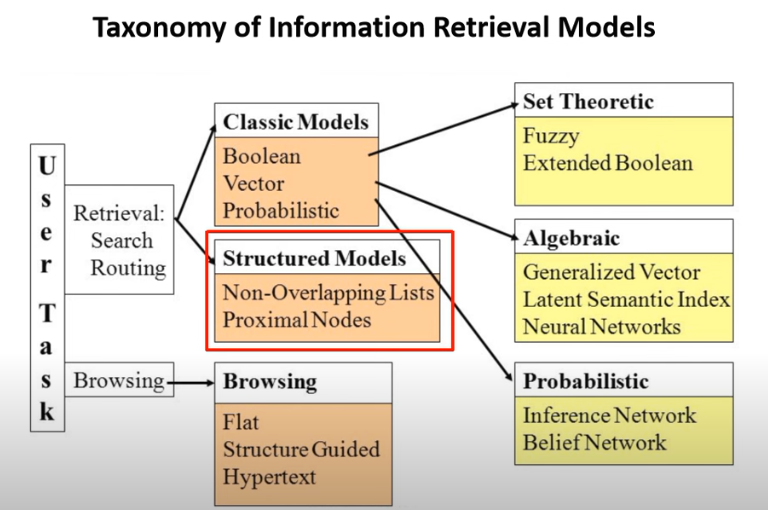 Taxonomy of Information Retrieval Models
User Task
Retrieval:
Search
Routing
Browsing
Classic Models
Boolean
Vector
Probabilistic
Structured Models
Non-Overlapping Lists
Proximal Nodes
Browsing
Flat
Structure Guided
Hypertext
Set Theoretic
Fuzzy
Extended Boolean
Algebraic
Generalized Vector
Latent Semantic Index
Neural Networks
Probabilistic
Inference Network
Belief Network